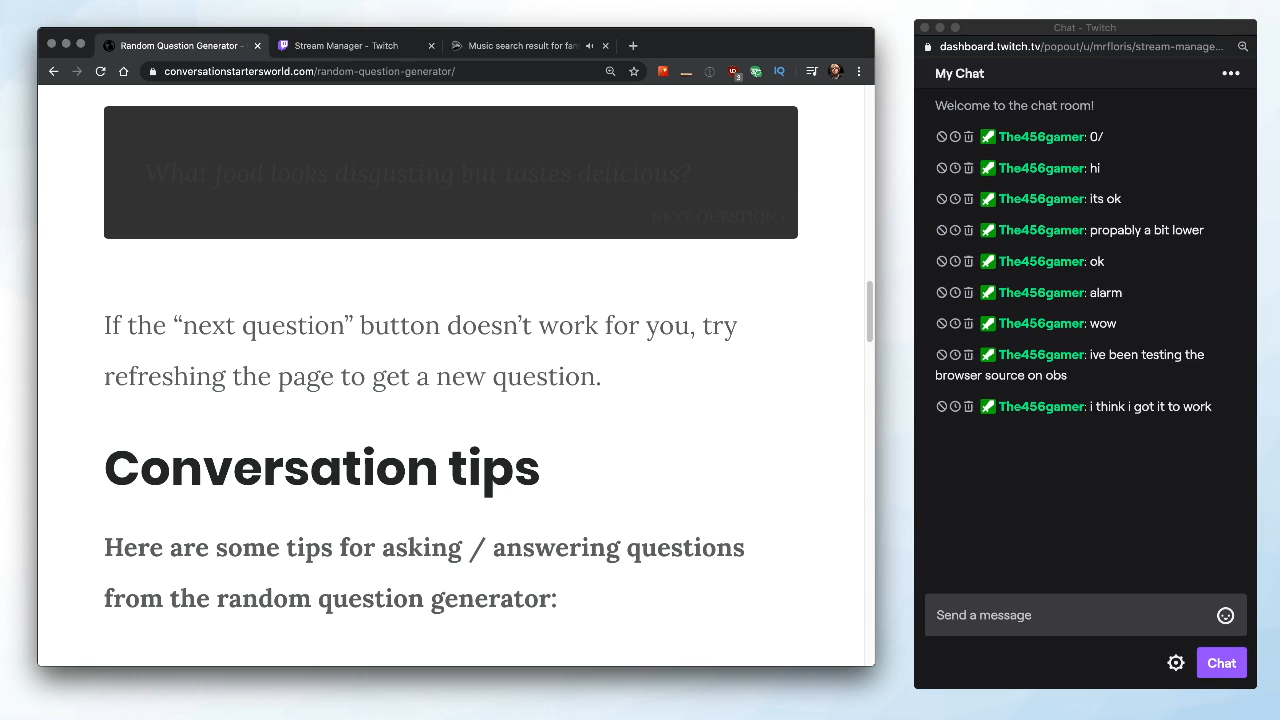 Random Question Generator -
Stream Manager - Twitch
Music search result for fan
conversationstartersworld.com/random-question-generator/
What food looks disgusting but tastes delicious?
NEXT QUESTION ›
If the “next question” button doesn’t work for you, try
refreshing the page to get a new question.
Conversation tips
Here are some tips for asking / answering questions
from the random question generator:
Chat - Twitch
dashboard.twitch.tv/popout/u/mrfloris/stream-manage...
My Chat
Welcome to the chat room!
The456gamer: 0/
The456gamer: hi
The456gamer: its ok
The456gamer: propably a bit lower
The456gamer: ok
The456gamer: alarm
The456gamer: wow
The456gamer: ive been testing the
browser source on obs
The456gamer: i think i got it to work
Send a message
Chat